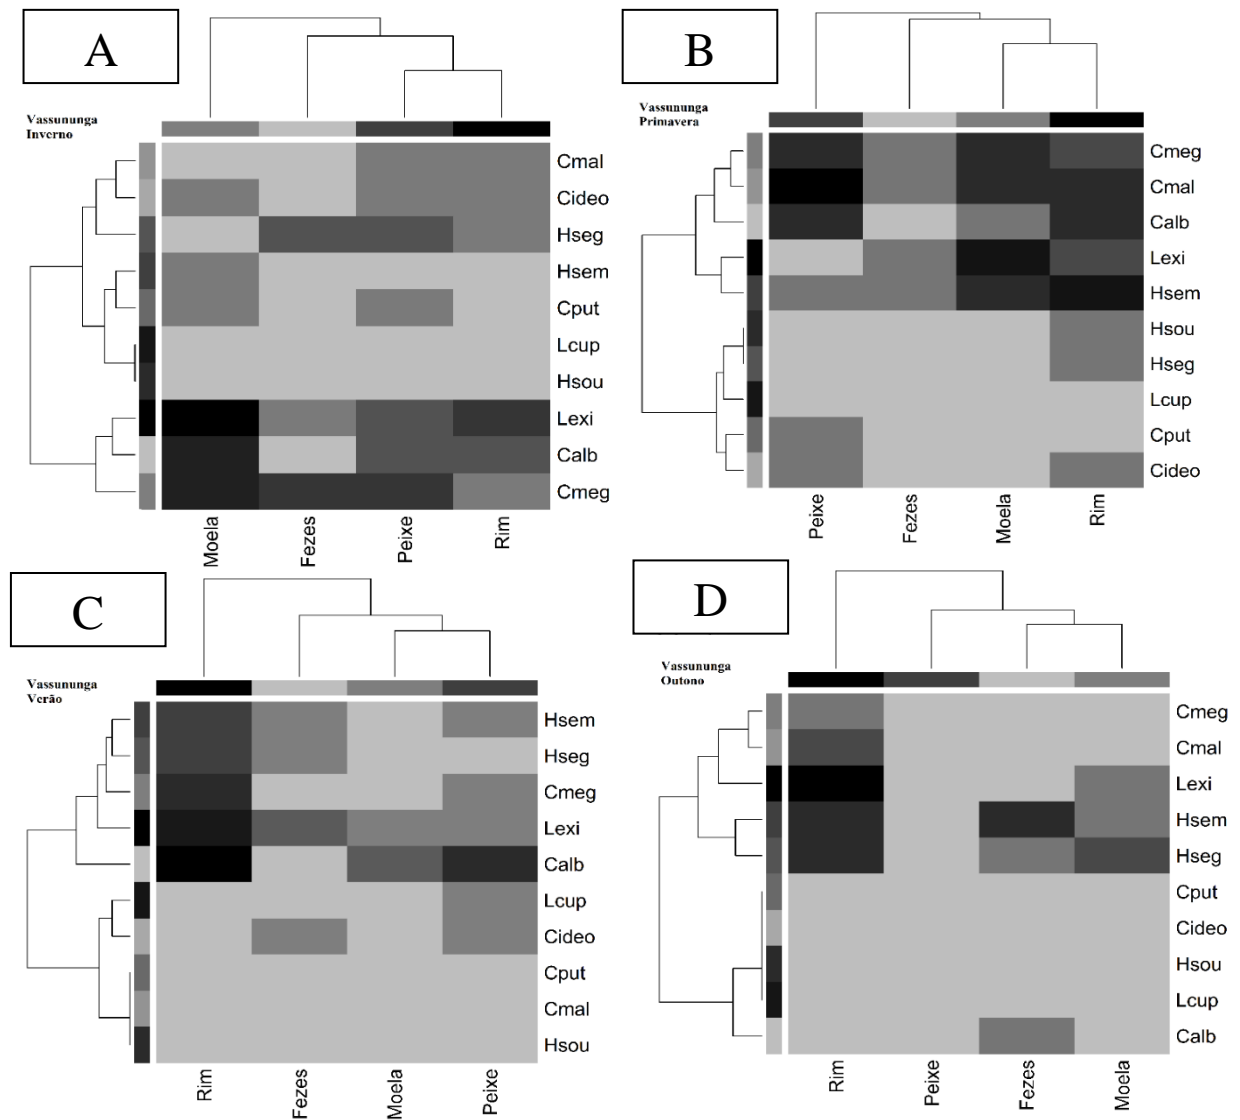 A
Vassununga
Inverno
Cmal
Cideo
Hseg
Hsem
Cput
Lcup
Hsou
Lexi
Calb
Cmeg
Moela
Fezes
Peixe
Rim
B
Vassununga
Primavera
Cmeg
Cmal
Calb
Lexi
Hsem
Hsou
Hseg
Lcup
Cput
Cideo
Peixe
Fezes
Moela
Rim
C
Vassununga
Verão
Hsem
Hseg
Cmeg
Lexi
Calb
Lcup
Cideo
Cput
Cmal
Hsou
Rim
Fezes
Moela
Peixe
D
Vassununga
Outono
Cmeg
Cmal
Lexi
Hsem
Hseg
Cput
Cideo
Hsou
Lcup
Calb
Rim
Peixe
Fezes
Moela